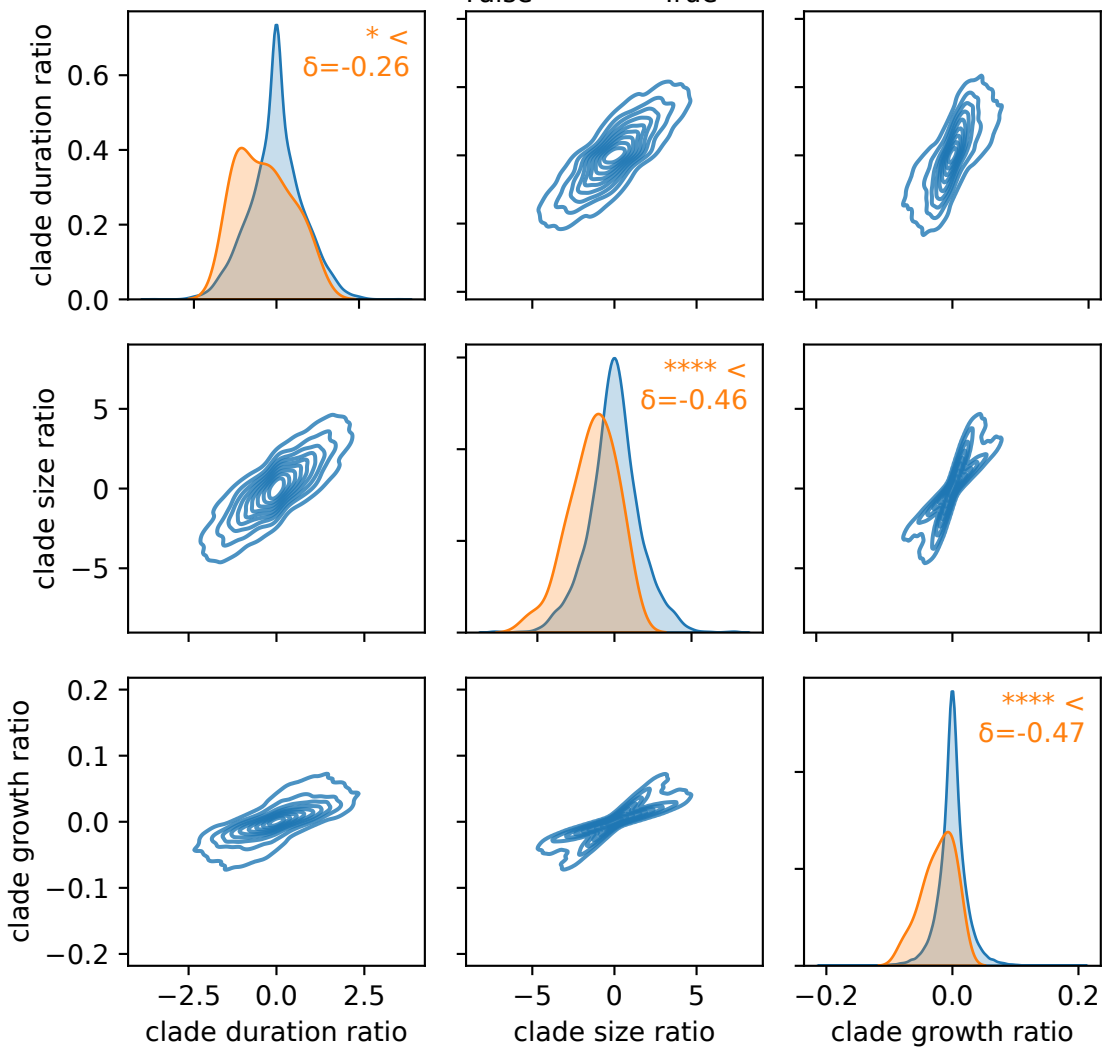 False True
clade duration ratio
0.6
0.4
0.2
0.0
* <
δ=-0.26
clade size ratio
5
0
−5
**** <
δ=-0.46
clade growth ratio
0.2
0.1
0.0
−0.1
−0.2
**** <
δ=-0.47
−2.5 0.0 2.5
−5 0 5
−0.2 0.0 0.2
clade duration ratio
clade size ratio
clade growth ratio